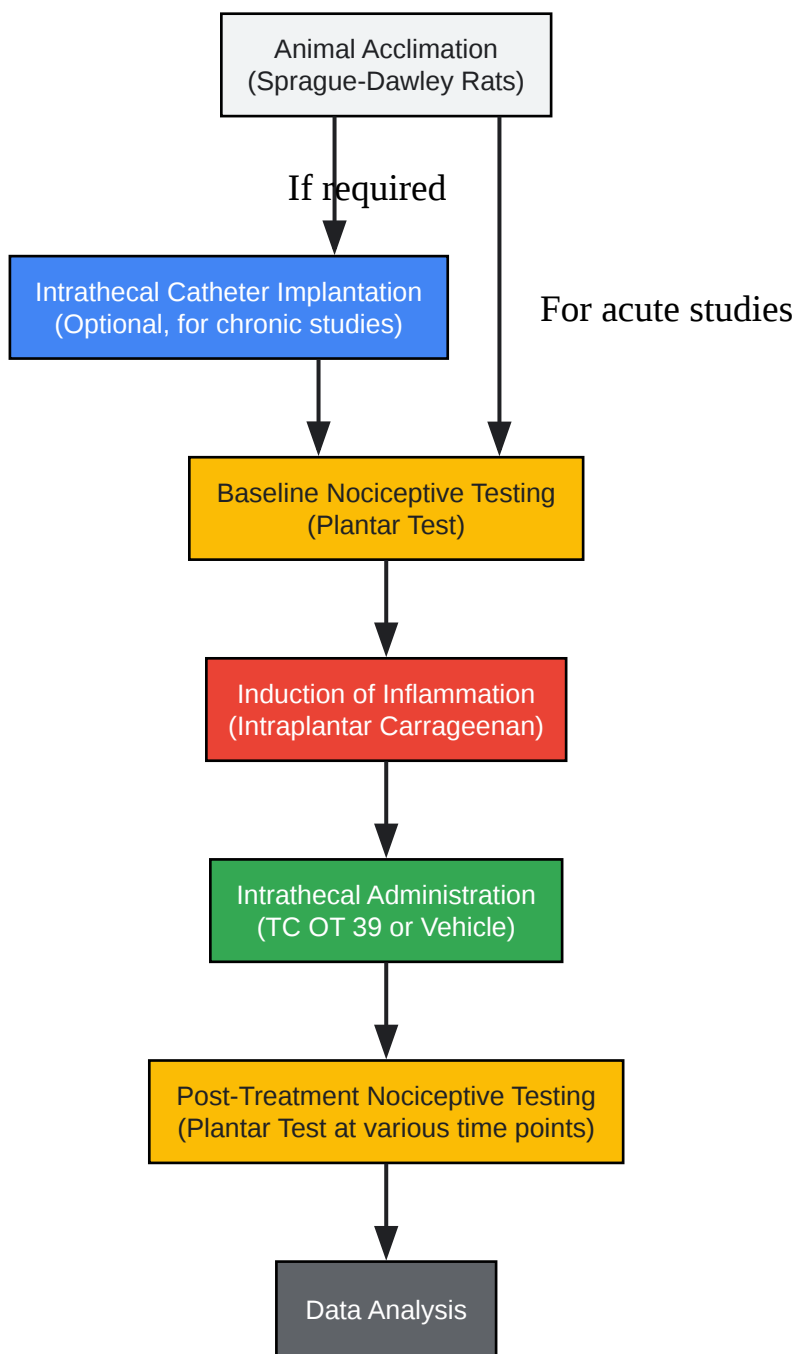 Animal Acclimation
(Sprague-Dawley Rats)
If required
Intrathecal Catheter Implantation
(Optional, for chronic studies)
For acute studies
Baseline Nociceptive Testing
(Plantar Test)
Induction of Inflammation
(Intraplantar Carrageenan)
Intrathecal Administration
(TC OT 39 or Vehicle)
Post-Treatment Nociceptive Testing
(Plantar Test at various time points)
Data Analysis